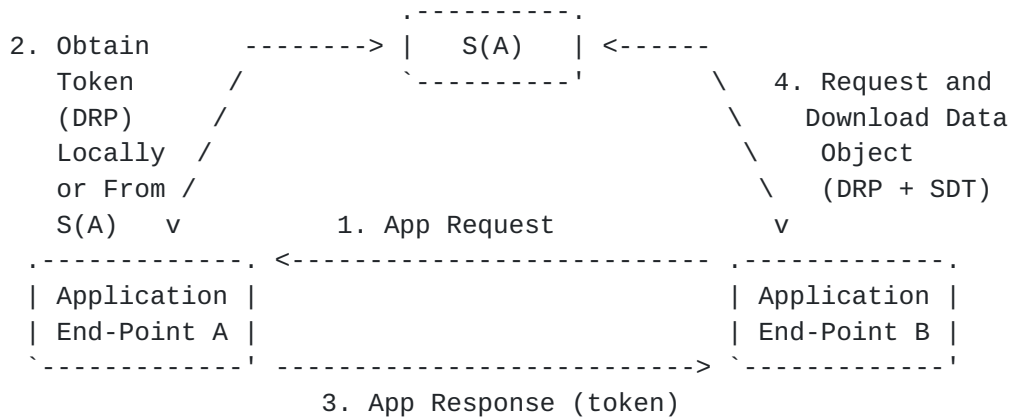 .----------.
2. Obtain      --------> |   S(A)   | <------
   Token      /          `----------'        \   4. Request and
   (DRP)     /                                \    Download Data
   Locally  /                                  \    Object
   or From /                                    \   (DRP + SDT)
   S(A)   v          1. App Request              v
 .-------------. <--------------------------- .-------------.
 | Application |                              | Application |
 | End-Point A |                              | End-Point B |
 `-------------' ---------------------------> `-------------'
                    3. App Response (token)